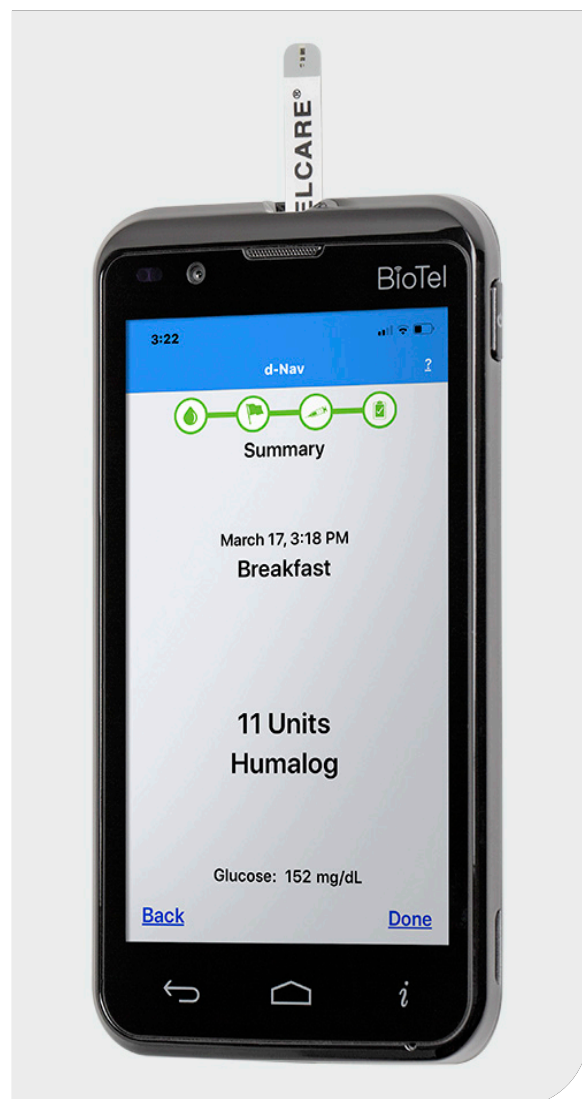 ELCARE®
BioTel
3:22
d-Nav
?
Summary
March 17, 3:18 PM
Breakfast
11 Units
Humalog
Glucose: 152 mg/dL
Back
Done
i